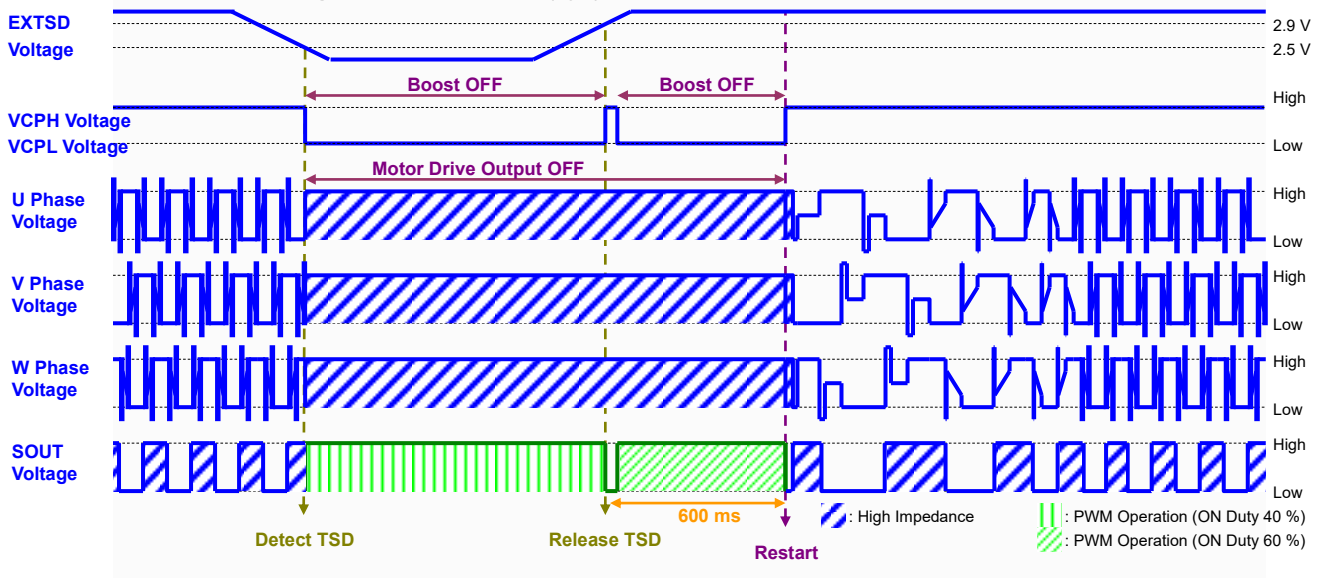 EXTSD
Voltage
2.9 V
2.5 V
Boost OFF
Boost OFF
VCPH Voltage
VCPL Voltage
High
Low
Motor Drive Output OFF
U Phase
Voltage
High
Low
V Phase
Voltage
High
Low
W Phase
Voltage
High
Low
SOUT
Voltage
High
Low
600 ms
: High Impedance
: PWM Operation (ON Duty 40 %)
: PWM Operation (ON Duty 60 %)
Detect TSD
Release TSD
Restart